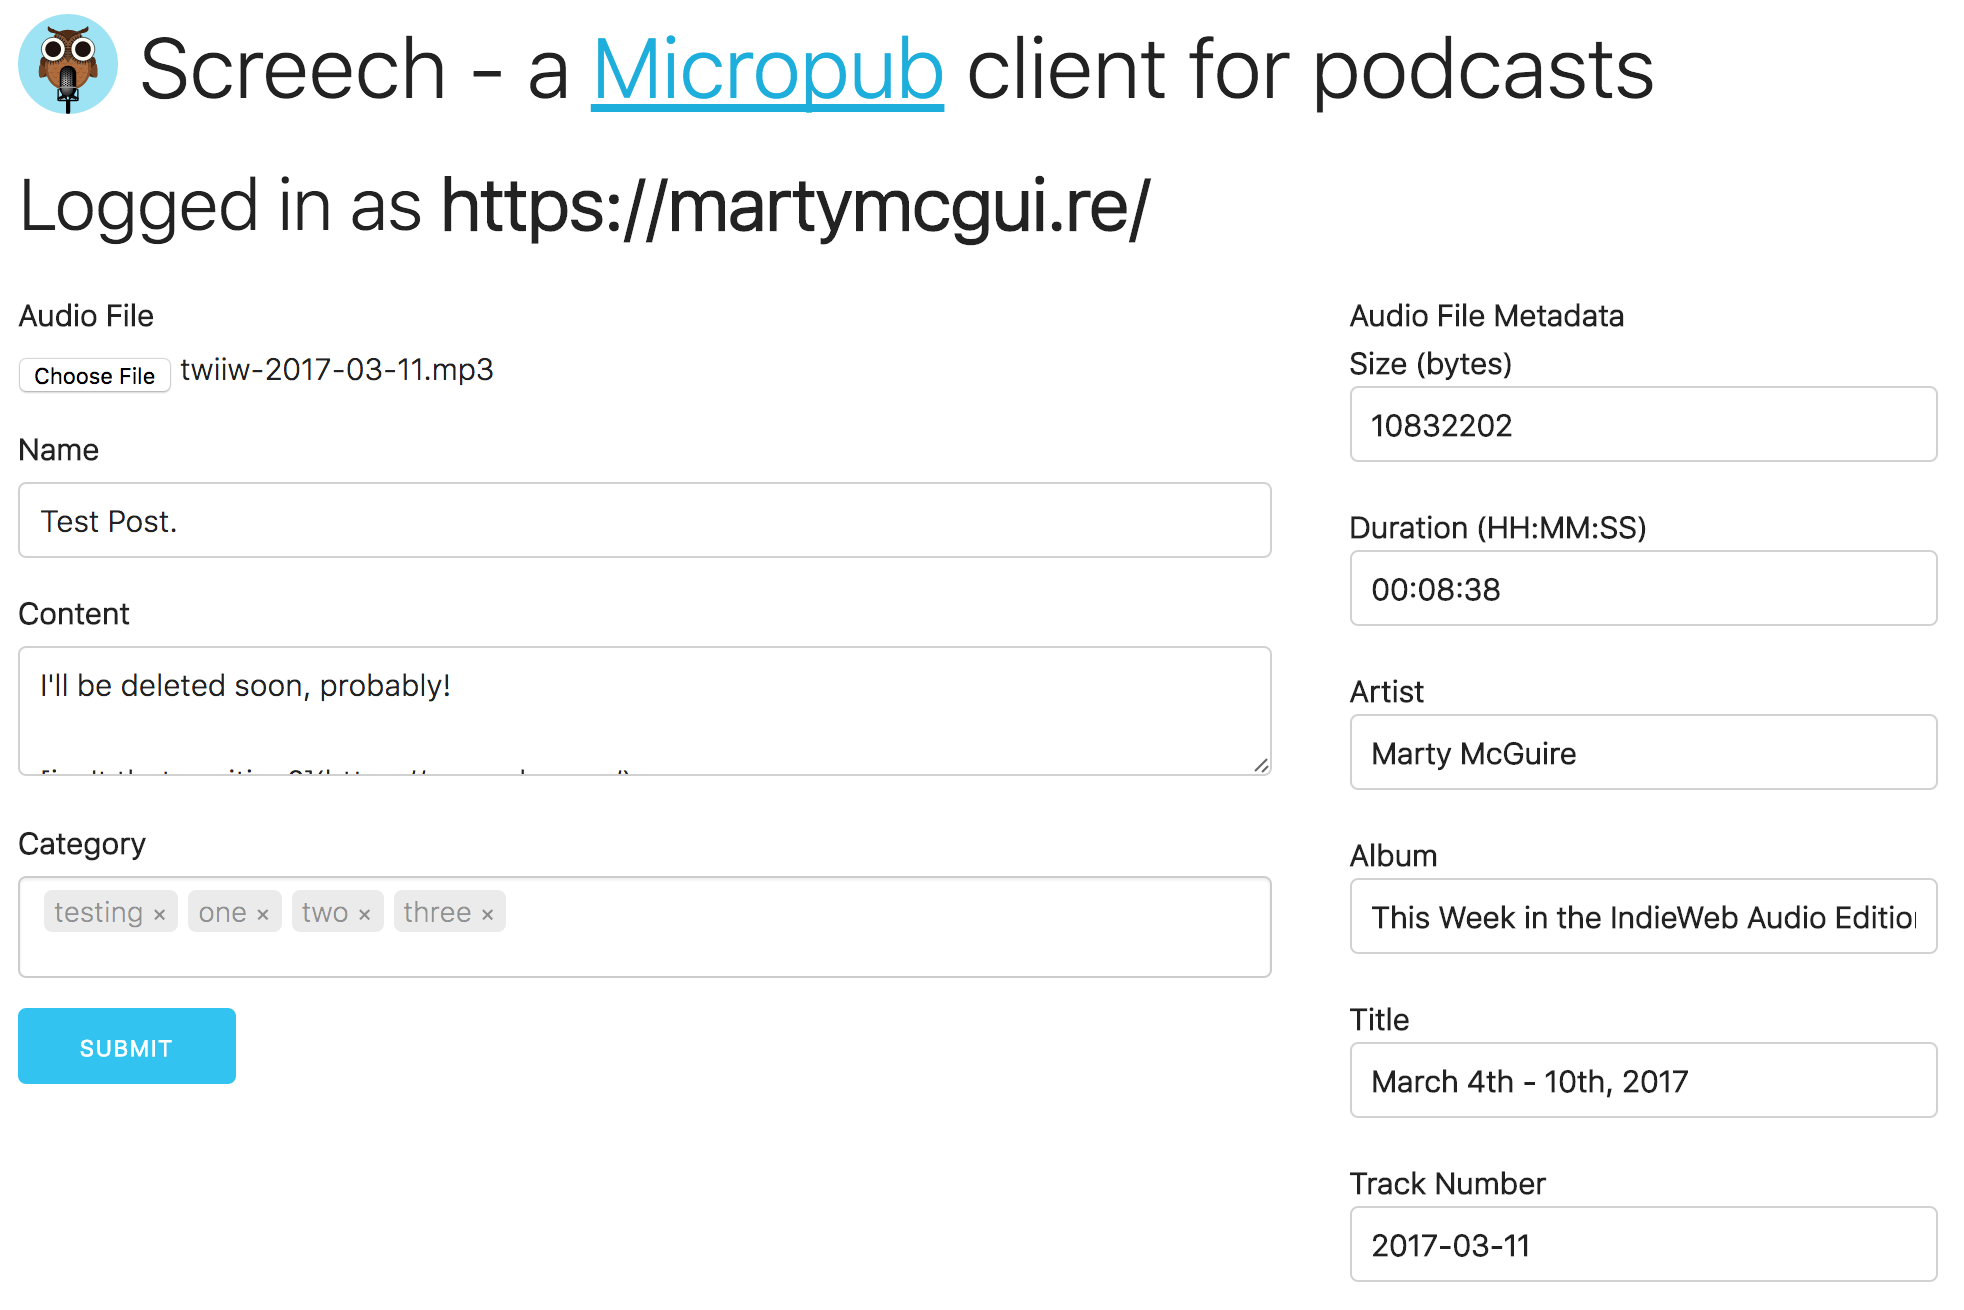 Screech - a Micropub client for podcasts
Logged in as https://martymcgui.re/
Audio File
Choose File twiiw-2017-03-11.mp3
Name
Test Post.
Content
I'll be deleted soon, probably!
Category
testing × one × two × three ×
SUBMIT
Audio File Metadata
Size (bytes)
10832202
Duration (HH:MM:SS)
00:08:38
Artist
Marty McGuire
Album
This Week in the IndieWeb Audio Edition
Title
March 4th - 10th, 2017
Track Number
2017-03-11